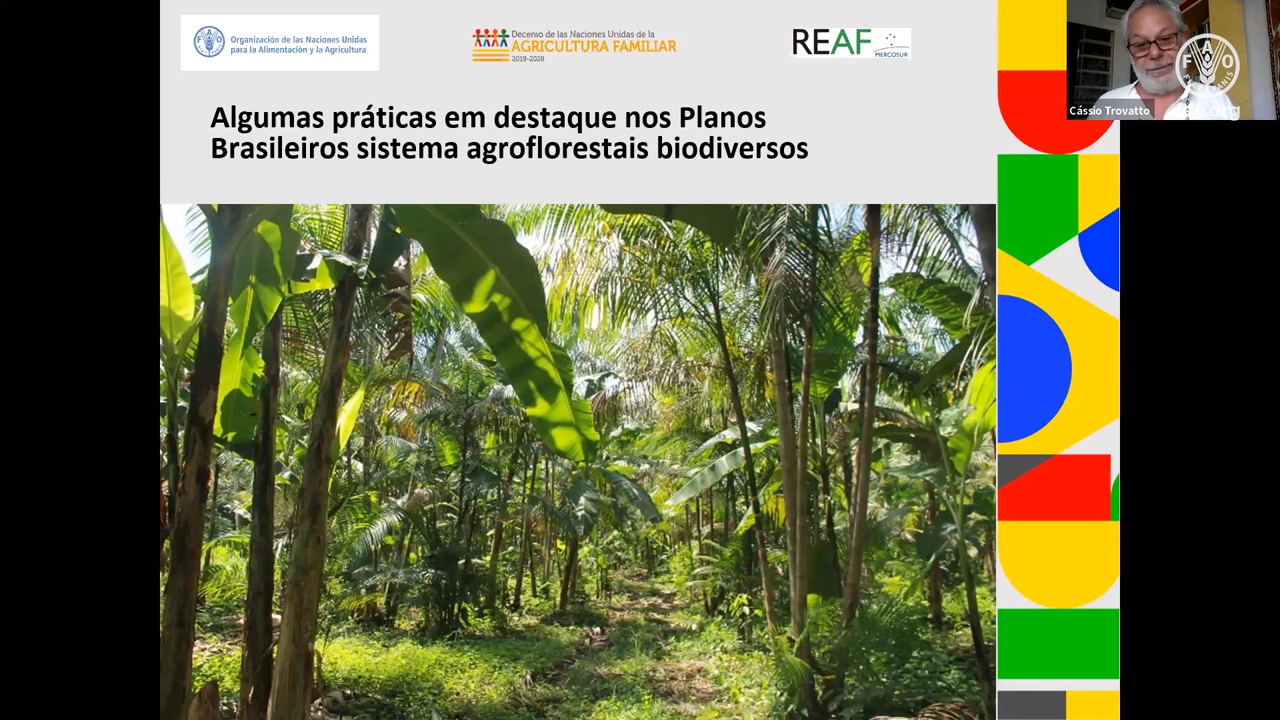 Organización de las Naciones Unidas
para la Alimentación y la Agricultura
Decenio de las Naciones Unidas de la
AGRICULTURA FAMILIAR
2019-2028
REAF
MERCOSUR
Algumas práticas em destaque nos Planos
Brasileiros sistema agroflorestais biodiversos
Cássio Trovatto